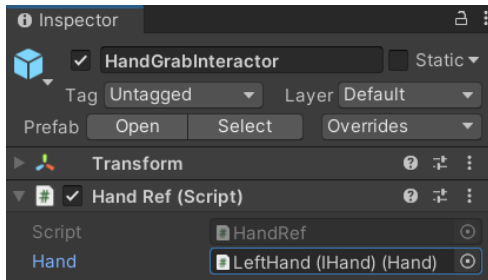 Inspector
HandGrabInteractor Static
Tag Untagged Layer Default
Prefab Open Select Overrides
Transform
# Hand Ref (Script)
Script # HandRef
Hand # LeftHand (IHand) (Hand)